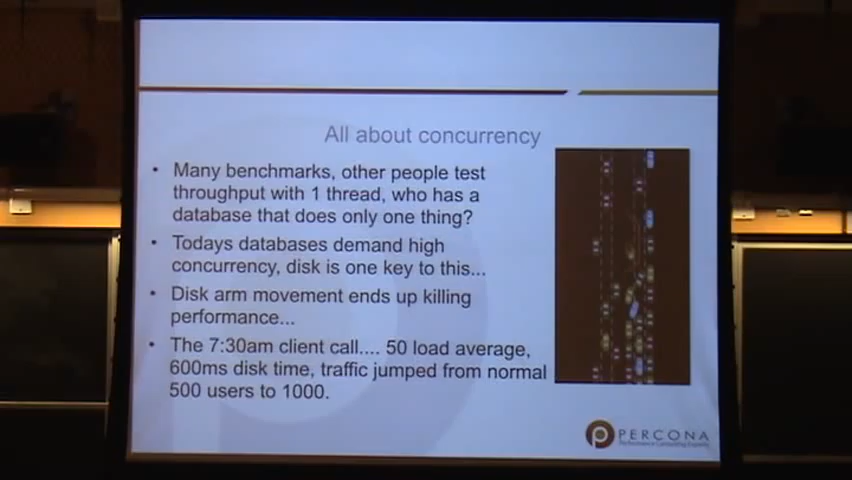 All about concurrency
• Many benchmarks, other people test
throughput with 1 thread, who has a
database that does only one thing?
• Todays databases demand high
concurrency, disk is one key to this...
• Disk arm movement ends up killing
performance...
• The 7:30am client call.... 50 load average,
600ms disk time, traffic jumped from normal
500 users to 1000.
PERCONA